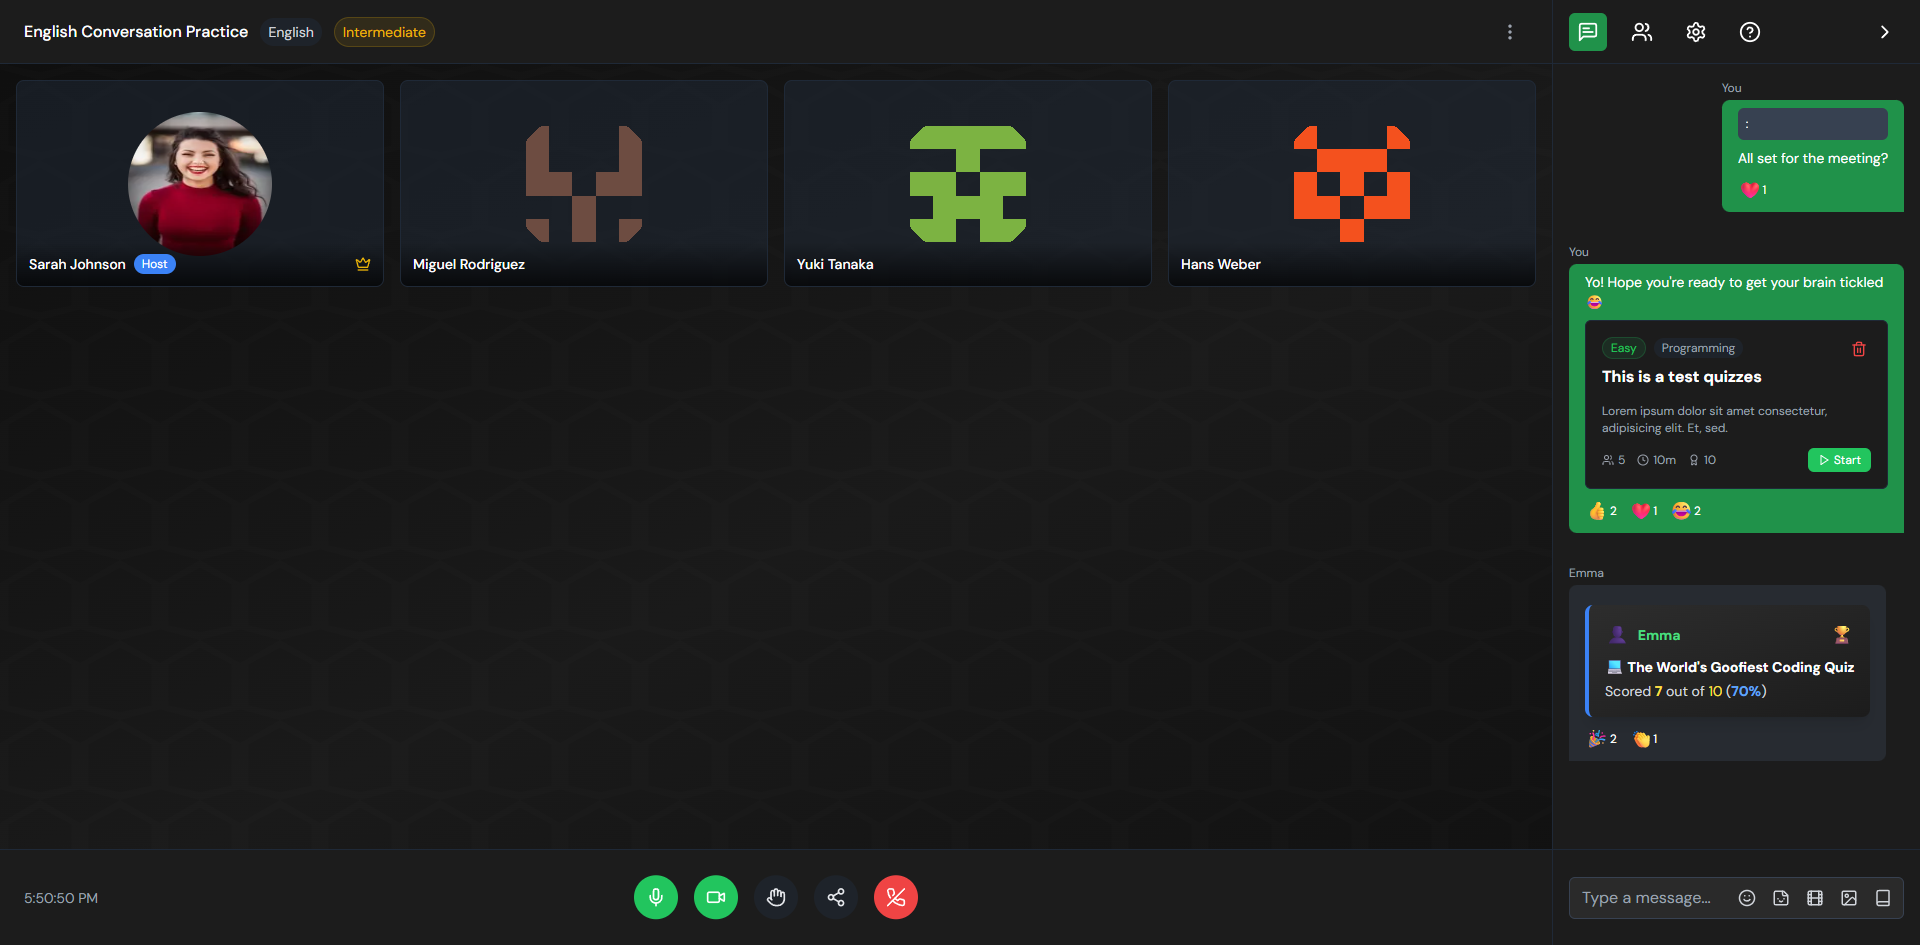 English Conversation Practice English Intermediate
Sarah Johnson Host
Miguel Rodriguez
Yuki Tanaka
Hans Weber
5:50:50 PM
You
:
All set for the meeting?
1
You
Yo! Hope you're ready to get your brain tickled
😂
Easy Programming
This is a test quizzes
Lorem ipsum dolor sit amet consectetur,
adipisicing elit. Et, sed.
5 10m 10 Start
2 1 2
Emma
Emma
The World's Goofiest Coding Quiz
Scored 7 out of 10 (70%)
2 1
Type a message...